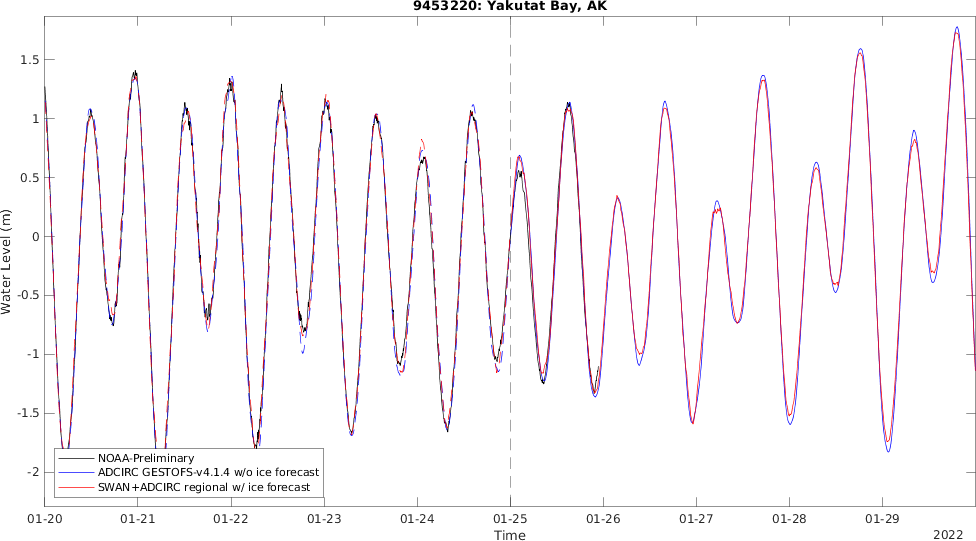 9453220: Yakutat Bay, AK
Water Level (m)
1.5
1
0.5
0
-0.5
-1
-1.5
-2
NOAA-Preliminary
ADCIRC GESTOFS-v4.1.4 w/o ice forecast
SWAN+ADCIRC regional w/ ice forecast
01-20 01-21 01-22 01-23 01-24 01-25 01-26 01-27 01-28 01-29
Time
2022